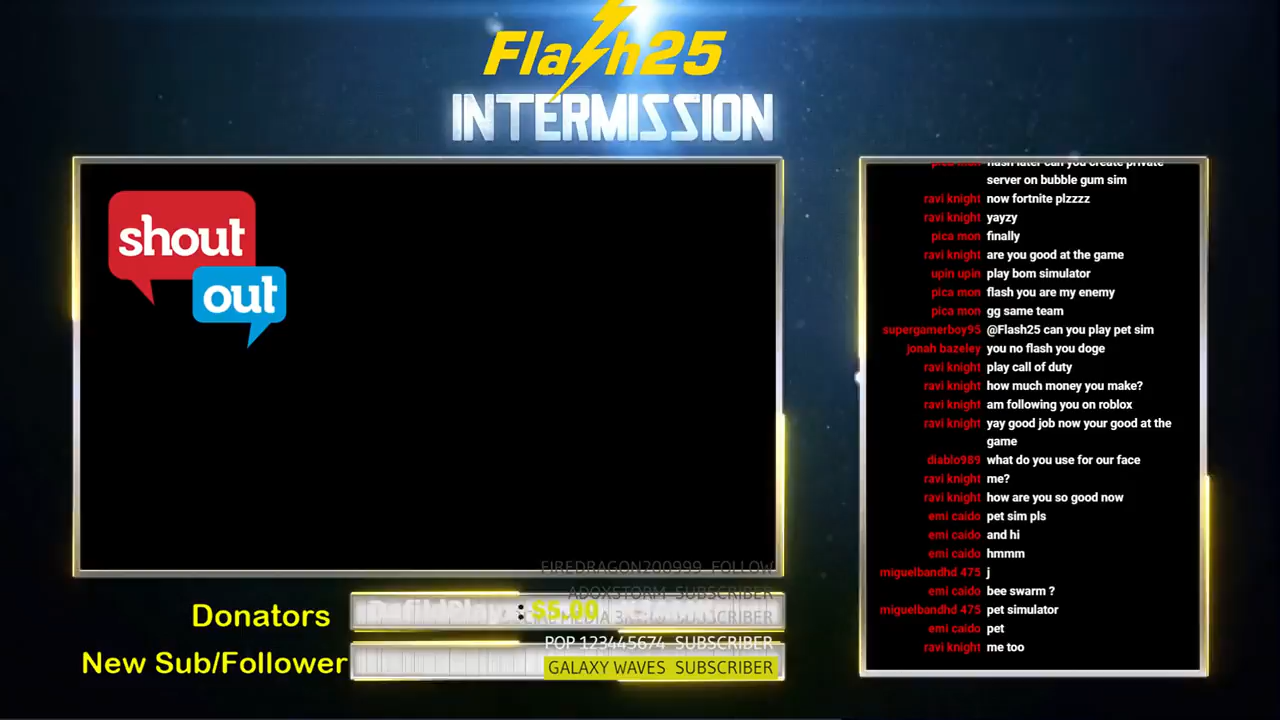 Flash25
INTERMISSION
shout
out
server on bubble gum sim
ravi knight now fortnite plzzzz
ravi knight yayzy
pica mon finally
ravi knight are you good at the game
upin upin play bom simulator
pica mon flash you are my enemy
pica mon gg same team
supergamerboy95 @Flash25 can you play pet sim
jonah bazeley you no flash you doge
ravi knight play call of duty
ravi knight how much money you make?
ravi knight am following you on roblox
ravi knight yay good job now your good at the
game
diablo989 what do you use for our face
ravi knight me?
ravi knight how are you so good now
emi caido pet sim pls
emi caido and hi
emi caido hmmm
miguelbandhd 475 j
emi caido bee swarm ?
miguelbandhd 475 pet simulator
emi caido pet
ravi knight me too
FIREDRAGON200999 FOLLOW
ADOXSTORM SUBSCRIBER
Donators
: $5.00
SUBSCRIBER
POP 123445674 SUBSCRIBER
New Sub/Follower
GALAXY WAVES SUBSCRIBER